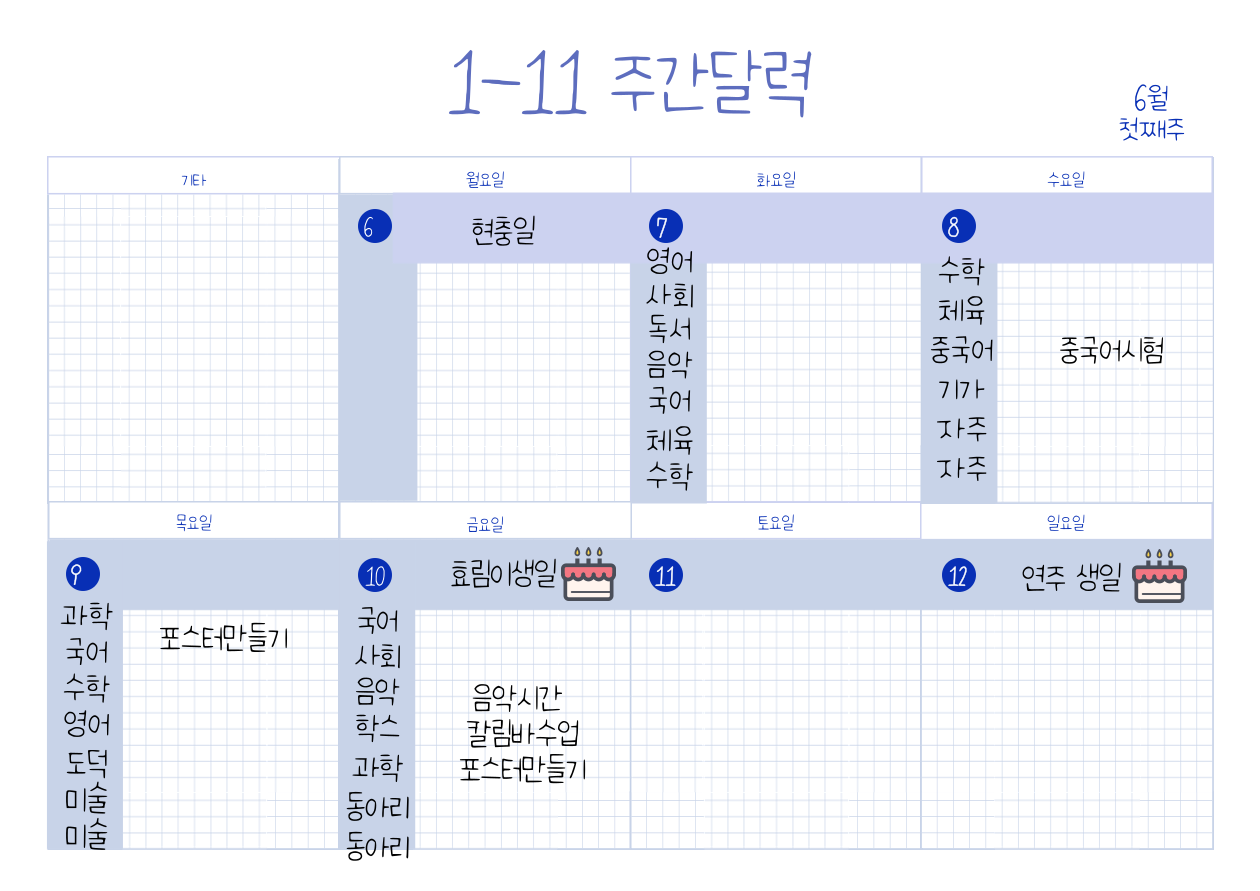 1-11 주간달력
6월
첫째주
기타
월요일
화요일
수요일
6
현충일
7
영어
사회
독서
음악
국어
체육
수학
8
수학
체육
중국어
중국어시험
기가
자주
자주
목요일
금요일
토요일
일요일
9
과학
포스터만들기
국어
수학
영어
도덕
미술
미술
10
효림이생일
국어
사회
음악
학스
과학
동아리
동아리
음악시간
칼림바수업
포스터만들기
11
12
연주 생일